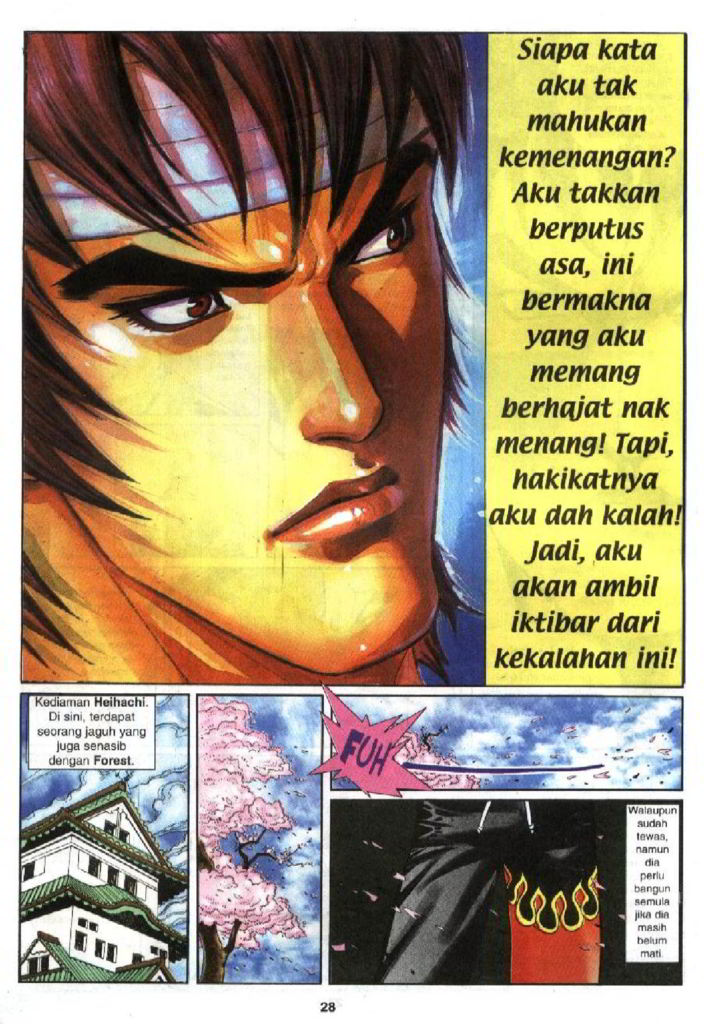 Siapa kata
aku tak
mahukan
kemenangan?
Aku takkan
berputus
asa, ini
bermakna
yang aku
memang
berhajat nak
menang! Tapi,
hakikatnya
aku dah kalah!
Jadi, aku
akan ambil
iktibar dari
kekalahan ini!
Kediaman Heihachi.
Di sini, terdapat
seorang jaguh yang
juga senasib
dengan Forest.
FUH
Walaupun
sudah
tewas,
namun
dia
perlu
bangun
semula
jika dia
masih
belum
mati.
28